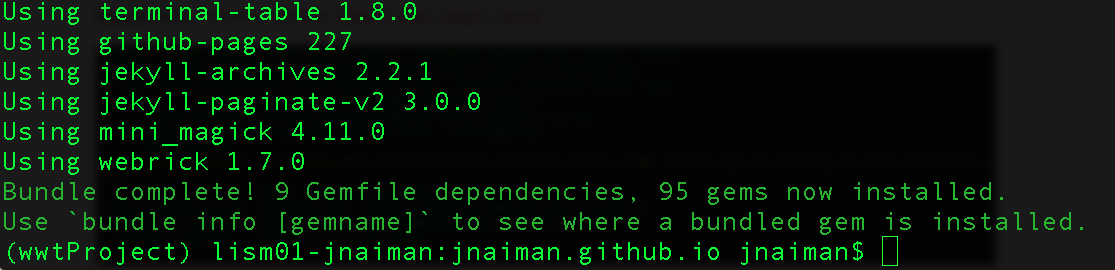 Using terminal-table 1.8.0
Using github-pages 227
Using jekyll-archives 2.2.1
Using jekyll-paginate-v2 3.0.0
Using mini_magick 4.11.0
Using webrick 1.7.0
Bundle complete! 9 Gemfile dependencies, 95 gems now installed.
Use `bundle info [gemname]` to see where a bundled gem is installed.
(wwtProject) lism01-jnaiman:jnaiman.github.io jnaiman$